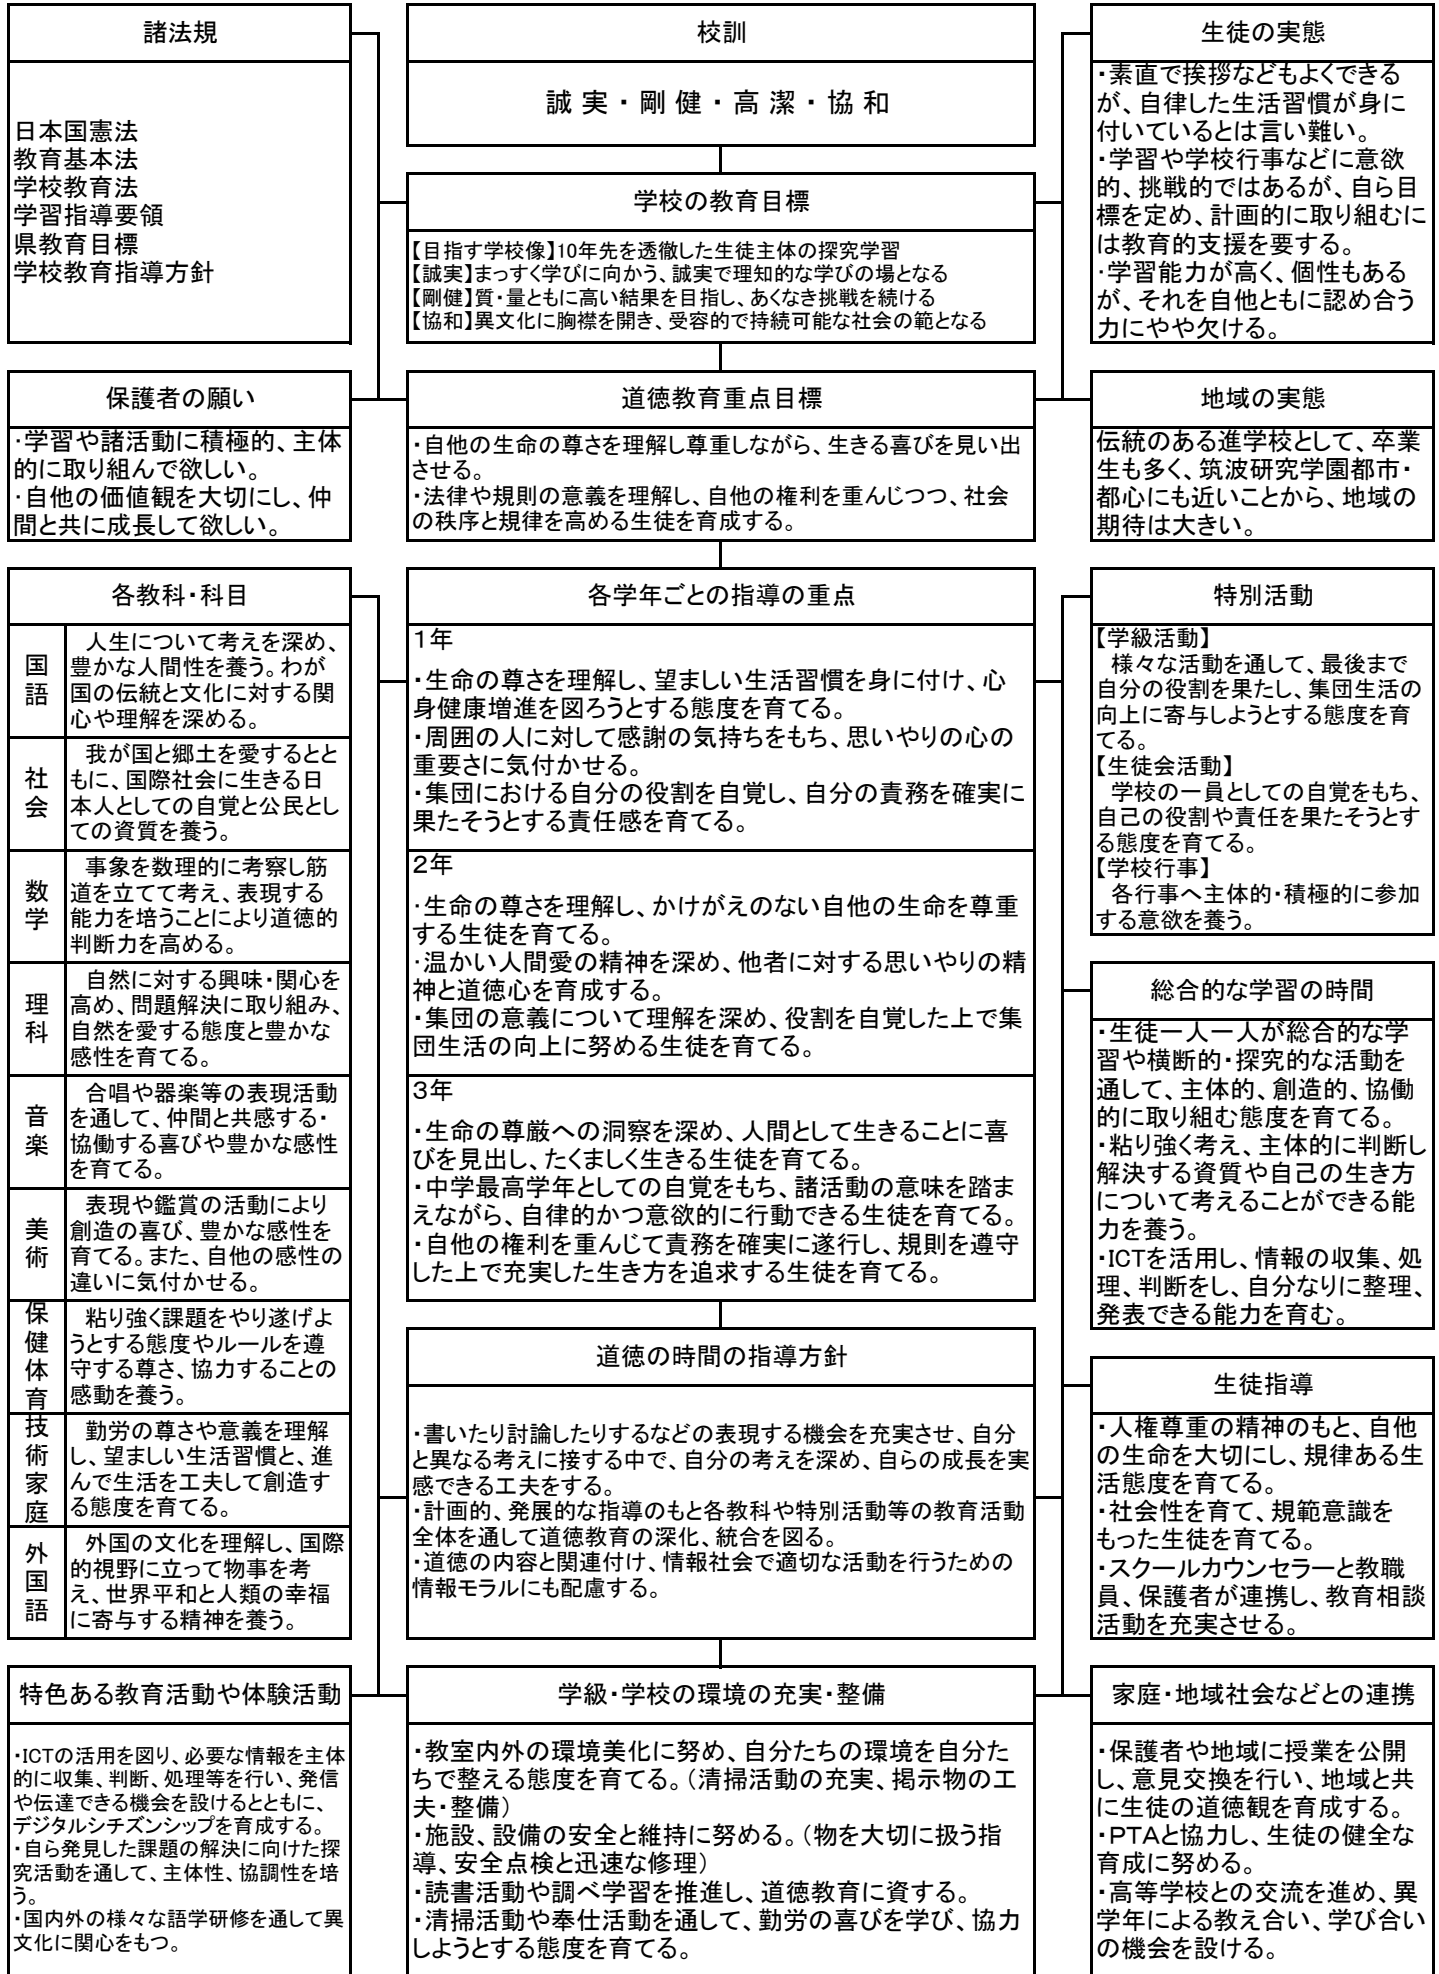 諸法規
日本国憲法
教育基本法
学校教育法
学習指導要領
県教育目標
学校教育指導方針
校訓
誠実・剛健・高潔・協和
生徒の実態
・素直で挨拶などもよくできる
が、自律した生活習慣が身に
付いているとは言い難い。
・学習や学校行事などに意欲
的、挑戦的ではあるが、自ら目
標を定め、計画的に取り組むに
は教育的支援を要する。
・学習能力が高く、個性もある
が、それを自他ともに認め合う
力にやや欠ける。
学校の教育目標
【目指す学校像】10年先を透徹した生徒主体の探究学習
【誠実】まっすく学びに向かう、誠実で理知的な学びの場となる
【剛健】質・量ともに高い結果を目指し、あくなき挑戦を続ける
【協和】異文化に胸襟を開き、受容的で持続可能な社会の範となる
保護者の願い
・学習や諸活動に積極的、主体
的に取り組んで欲しい。
・自他の価値観を大切にし、仲
間と共に成長して欲しい。
道徳教育重点目標
・自他の生命の尊さを理解し尊重しながら、生きる喜びを見い出
させる。
・法律や規則の意義を理解し、自他の権利を重んじつつ、社会
の秩序と規律を高める生徒を育成する。
地域の実態
伝統のある進学校として、卒業
生も多く、筑波研究学園都市・
都心にも近いことから、地域の
期待は大きい。
各教科・科目
国語
人生について考えを深め、
豊かな人間性を養う。わが
国の伝統と文化に対する関
心や理解を深める。
社会
我が国と郷土を愛するとと
もに、国際社会に生きる日
本人としての自覚と公民とし
ての資質を養う。
数学
事象を数理的に考察し筋
道を立てて考え、表現する
能力を培うことにより道徳的
判断力を高める。
理科
自然に対する興味・関心を
高め、問題解決に取り組み、
自然を愛する態度と豊かな
感性を育てる。
音楽
合唱や器楽等の表現活動
を通して、仲間と共感する・
協働する喜びや豊かな感性
を育てる。
美術
表現や鑑賞の活動により
創造の喜び、豊かな感性を
育てる。また、自他の感性の
違いに気付かせる。
保健体育
粘り強く課題をやり遂げよ
うとする態度やルールを遵
守する尊さ、協力することの
感動を養う。
技術家庭
勤労の尊さや意義を理解
し、望ましい生活習慣と、進
んで生活を工夫して創造す
る態度を育てる。
外国語
外国の文化を理解し、国際
的視野に立って物事を考
え、世界平和と人類の幸福
に寄与する精神を養う。
各学年ごとの指導の重点
1年
・生命の尊さを理解し、望ましい生活習慣を身に付け、心
身健康増進を図ろうとする態度を育てる。
・周囲の人に対して感謝の気持ちをもち、思いやりの心の
重要さに気付かせる。
・集団における自分の役割を自覚し、自分の責務を確実に
果たそうとする責任感を育てる。
2年
・生命の尊さを理解し、かけがえのない自他の生命を尊重
する生徒を育てる。
・温かい人間愛の精神を深め、他者に対する思いやりの精
神と道徳心を育成する。
・集団の意義について理解を深め、役割を自覚した上で集
団生活の向上に努める生徒を育てる。
3年
・生命の尊厳への洞察を深め、人間として生きることに喜
びを見出し、たくましく生きる生徒を育てる。
・中学最高学年としての自覚をもち、諸活動の意味を踏ま
えながら、自律的かつ意欲的に行動できる生徒を育てる。
・自他の権利を重んじて責務を確実に遂行し、規則を遵守
した上で充実した生き方を追求する生徒を育てる。
道徳の時間の指導方針
・書いたり討論したりするなどの表現する機会を充実させ、自分
と異なる考えに接する中で、自分の考えを深め、自らの成長を実
感できる工夫をする。
・計画的、発展的な指導のもと各教科や特別活動等の教育活動
全体を通して道徳教育の深化、統合を図る。
・道徳の内容と関連付け、情報社会で適切な活動を行うための
情報モラルにも配慮する。
特別活動
【学級活動】
様々な活動を通して、最後まで
自分の役割を果たし、集団生活の
向上に寄与しようとする態度を育
てる。
【生徒会活動】
学校の一員としての自覚をもち、
自己の役割や責任を果たそうとす
る態度を育てる。
【学校行事】
各行事へ主体的・積極的に参加
する意欲を養う。
総合的な学習の時間
・生徒一人一人が総合的な学
習や横断的・探究的な活動を
通して、主体的、創造的、協働
的に取り組む態度を育てる。
・粘り強く考え、主体的に判断し
解決する資質や自己の生き方
について考えることができる能
力を養う。
・ICTを活用し、情報の収集、処
理、判断をし、自分なりに整理、
発表できる能力を育む。
生徒指導
・人権尊重の精神のもと、自他
の生命を大切にし、規律ある生
活態度を育てる。
・社会性を育て、規範意識を
もった生徒を育てる。
・スクールカウンセラーと教職
員、保護者が連携し、教育相談
活動を充実させる。
特色ある教育活動や体験活動
・ICTの活用を図り、必要な情報を主体
的に収集、判断、処理等を行い、発信
や伝達できる機会を設けるとともに、
デジタルシチズンシップを育成する。
・自ら発見した課題の解決に向けた探
究活動を通して、主体性、協調性を培
う。
・国内外の様々な語学研修を通して異
文化に関心をもつ。
学級・学校の環境の充実・整備
・教室内外の環境美化に努め、自分たちの環境を自分た
ちで整える態度を育てる。(清掃活動の充実、掲示物の工
夫・整備)
・施設、設備の安全と維持に努める。(物を大切に扱う指
導、安全点検と迅速な修理)
・読書活動や調べ学習を推進し、道徳教育に資する。
・清掃活動や奉仕活動を通して、勤労の喜びを学び、協力
しようとする態度を育てる。
家庭・地域社会などとの連携
・保護者や地域に授業を公開
し、意見交換を行い、地域と共
に生徒の道徳観を育成する。
・PTAと協力し、生徒の健全な
育成に努める。
・高等学校との交流を進め、異
学年による教え合い、学び合い
の機会を設ける。